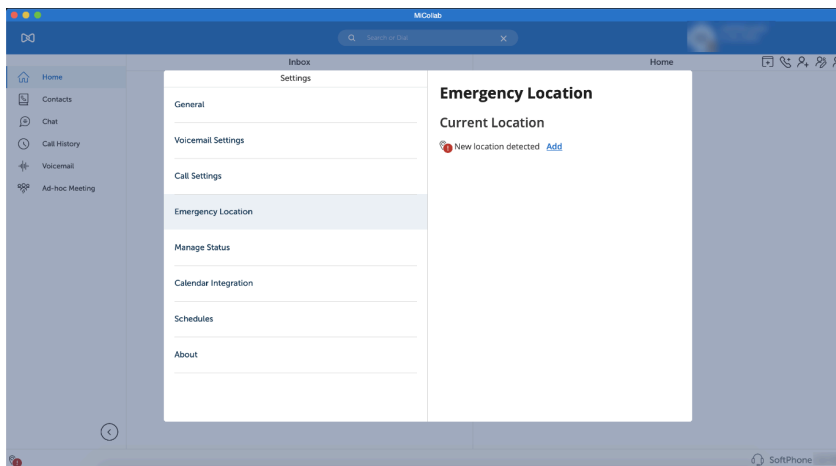 MiCollab
Search or Dial
Inbox
Home
Home
Contacts
Chat
Call History
Voicemail
Ad-hoc Meeting
Settings
General
Voicemail Settings
Call Settings
Emergency Location
Manage Status
Calendar Integration
Schedules
About
Emergency Location
Current Location
New location detected Add
SoftPhone